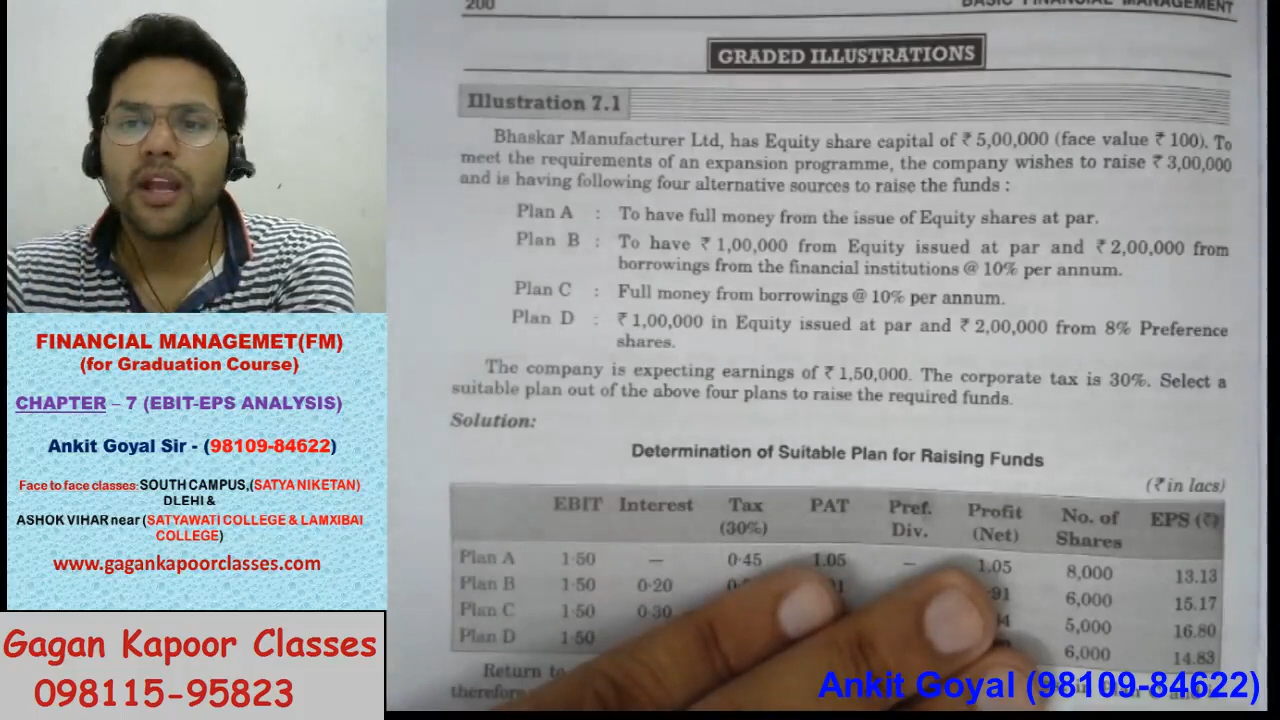 200
BASIC FINANCIAL MANAGEMENT
GRADED ILLUSTRATIONS
Illustration 7.1
Bhaskar Manufacturer Ltd, has Equity share capital of ₹ 5,00,000 (face value ₹ 100). To
meet the requirements of an expansion programme, the company wishes to raise ₹ 3,00,000
and is having following four alternative sources to raise the funds :
Plan A : To have full money from the issue of Equity shares at par.
Plan B : To have ₹ 1,00,000 from Equity issued at par and ₹ 2,00,000 from
borrowings from the financial institutions @ 10% per annum.
Plan C : Full money from borrowings @ 10% per annum.
Plan D : ₹ 1,00,000 in Equity issued at par and ₹ 2,00,000 from 8% Preference
shares.
The company is expecting earnings of ₹ 1,50,000. The corporate tax is 30%. Select a
suitable plan out of the above four plans to raise the required funds.
Solution:
Determination of Suitable Plan for Raising Funds
(₹ in lacs)
EBIT Interest Tax (30%) PAT Pref. Div. Profit (Net) No. of Shares EPS (₹)
Plan A 1·50 — 0·45 1.05 — 1.05 8,000 13.13
Plan B 1·50 0·20 ·91 6,000 15.17
Plan C 1·50 0·30 5,000 16.80
Plan D 1·50 6,000 14.83
Return to
therefore
FINANCIAL MANAGEMET(FM)
(for Graduation Course)
CHAPTER – 7 (EBIT-EPS ANALYSIS)
Ankit Goyal Sir - (98109-84622)
Face to face classes: SOUTH CAMPUS,(SATYA NIKETAN)
DLEHI &
ASHOK VIHAR near (SATYAWATI COLLEGE & LAMXIBAI
COLLEGE)
www.gagankapoorclasses.com
Gagan Kapoor Classes
098115-95823
Ankit Goyal (98109-84622)